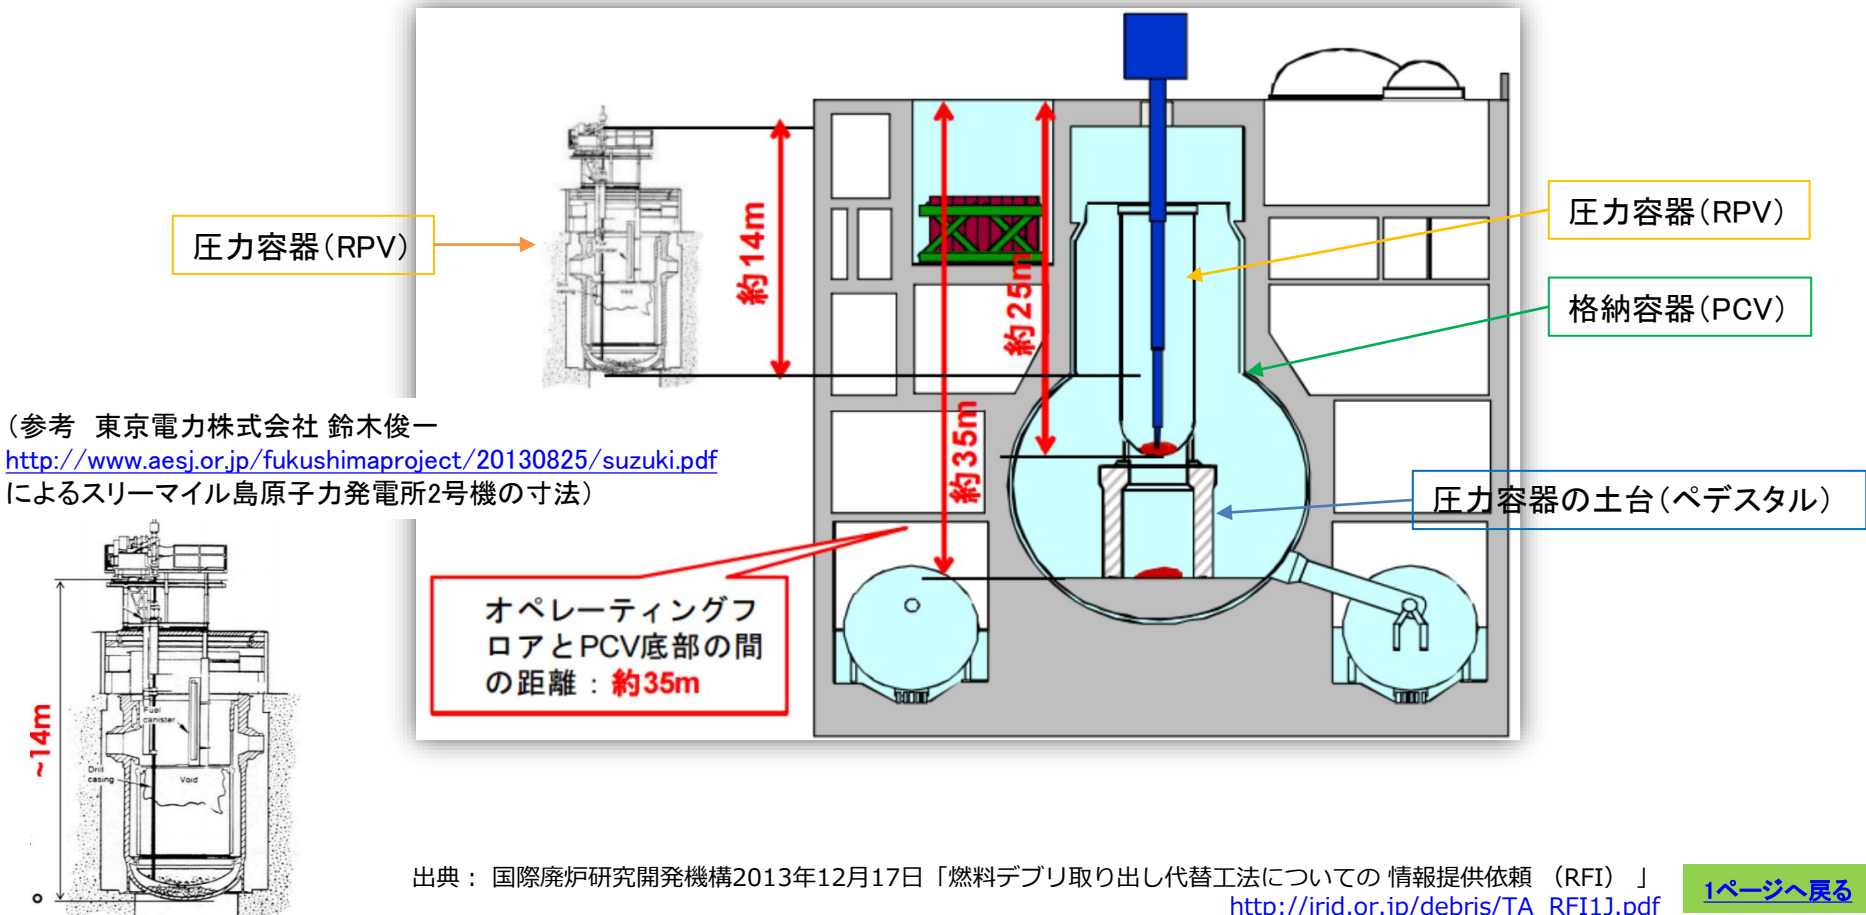 圧力容器(RPV)
約14m
約25m
約35m
圧力容器(RPV)
格納容器(PCV)
圧力容器の土台(ペデスタル)
Void
(参考　東京電力株式会社 鈴木俊一
http://www.aesj.or.jp/fukushimaproject/20130825/suzuki.pdf
によるスリーマイル島原子力発電所2号機の寸法)
オペレーティングフ
ロアとPCV底部の間
の距離：約35m
~14m
Fuel
canister
Drill
casing
Void
出典： 国際廃炉研究開発機構2013年12月17日「燃料デブリ取り出し代替工法についての 情報提供依頼 （RFI） 」
http://irid.or.jp/debris/TA_RFI1J.pdf
1ページへ戻る